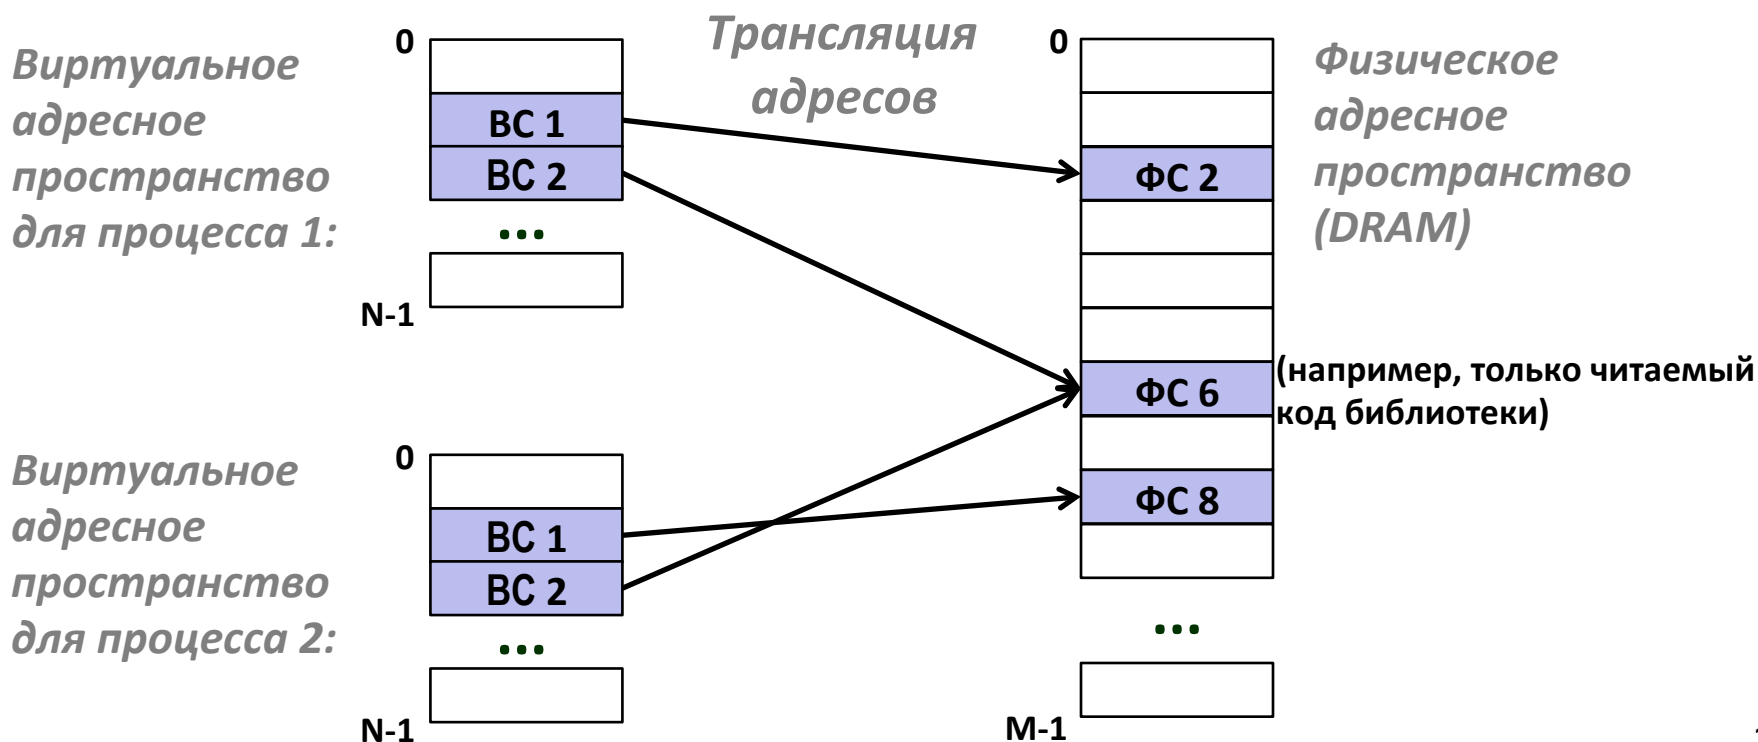 Трансляция
адресов
Виртуальное
адресное
пространство
для процесса 1:
0
ВС 1
ВС 2
...
N-1
0
ФС 2
ФС 6
ФС 8
...
M-1
Физическое
адресное
пространство
(DRAM)
(например, только читаемый
код библиотеки)
Виртуальное
адресное
пространство
для процесса 2:
0
ВС 1
ВС 2
...
N-1